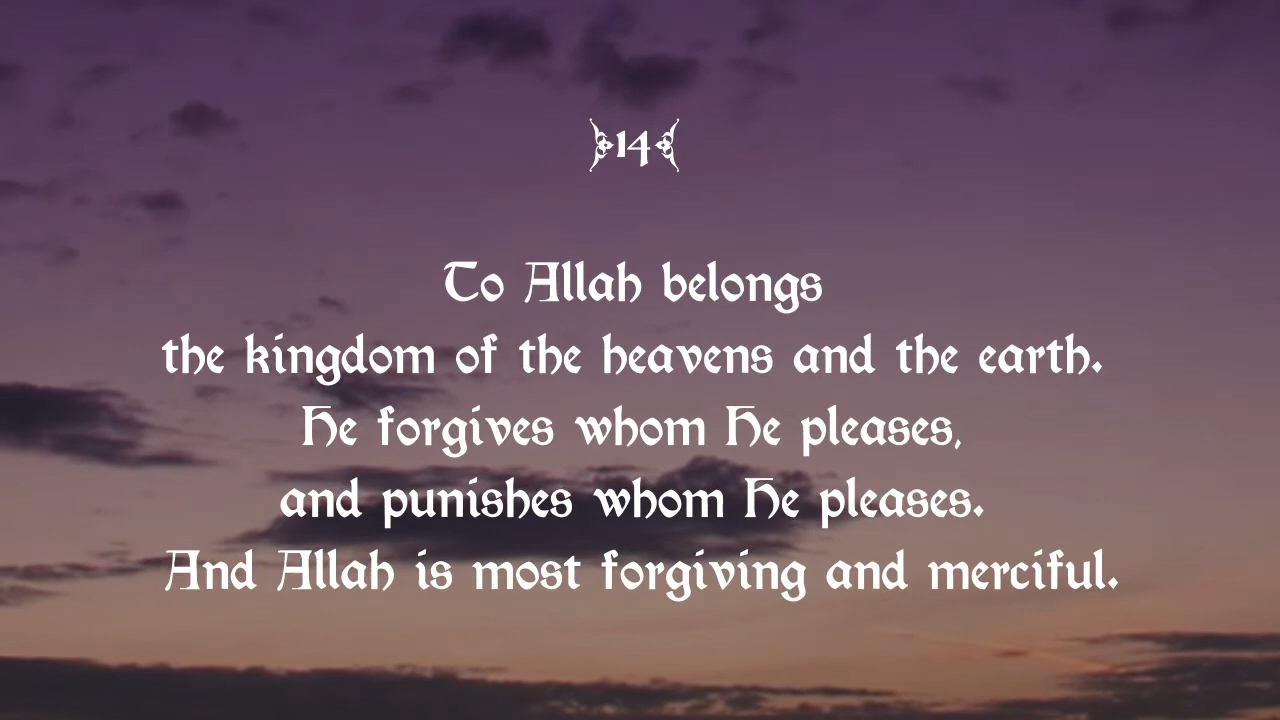 14
To Allah belongs
the kingdom of the heavens and the earth.
He forgives whom He pleases,
and punishes whom He pleases.
And Allah is most forgiving and merciful.